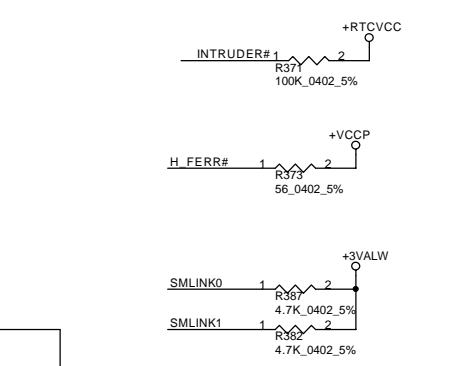 +RTCVCC
INTRUDER# 1 2
R371
100K_0402_5%
+VCCP
H_FERR# 1 2
R373
56_0402_5%
+3VALW
SMLINK0 1 2
R387
4.7K_0402_5%
SMLINK1 1 2
R382
4.7K_0402_5%